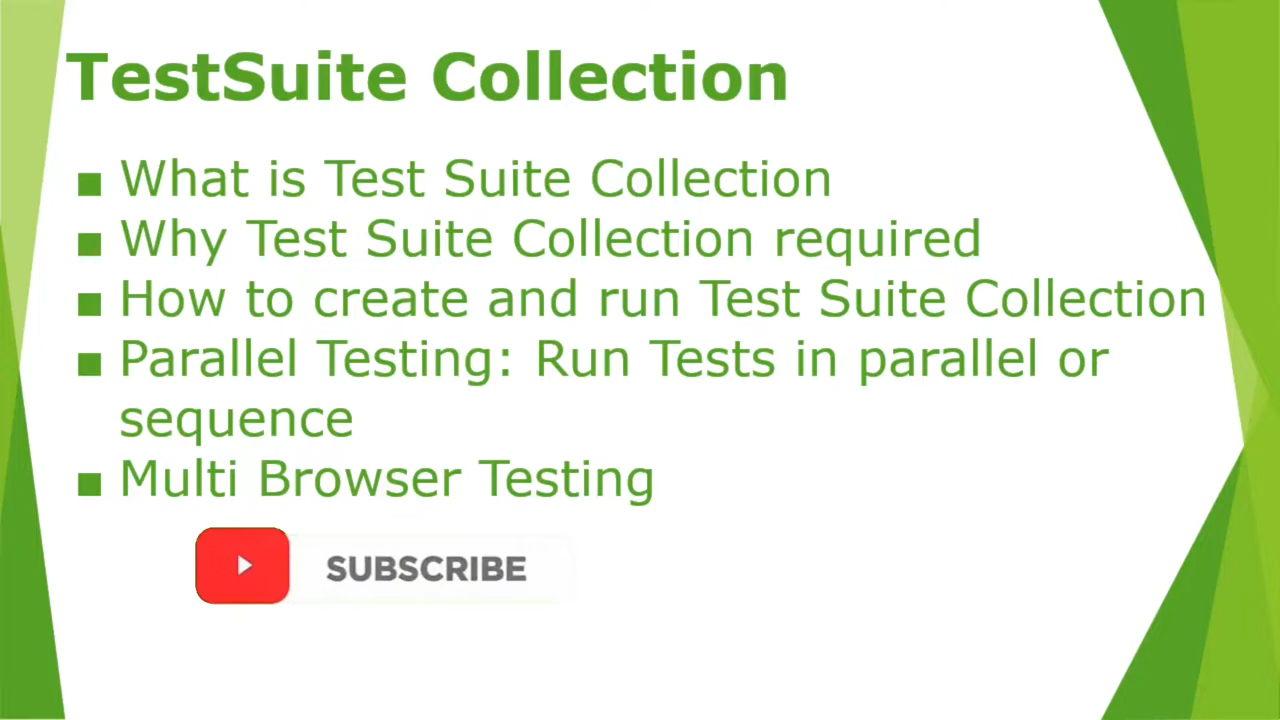 TestSuite Collection
■ What is Test Suite Collection
■ Why Test Suite Collection required
■ How to create and run Test Suite Collection
■ Parallel Testing: Run Tests in parallel or
sequence
■ Multi Browser Testing
SUBSCRIBE